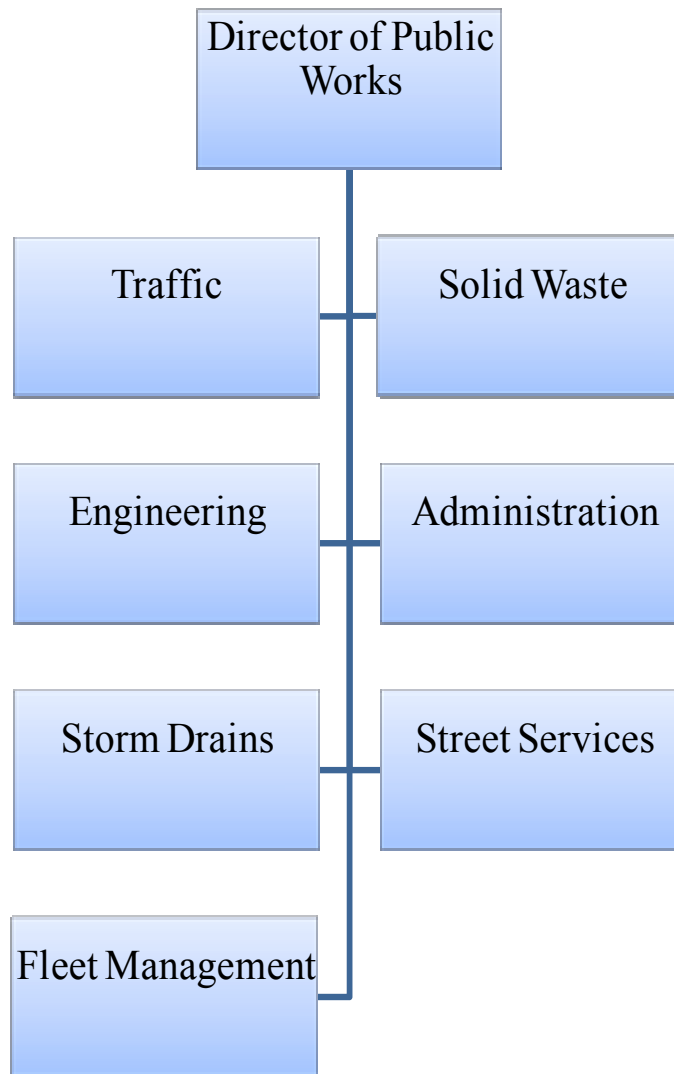 Director of Public
Works
Traffic
Solid Waste
Engineering
Administration
Storm Drains
Street Services
Fleet Management